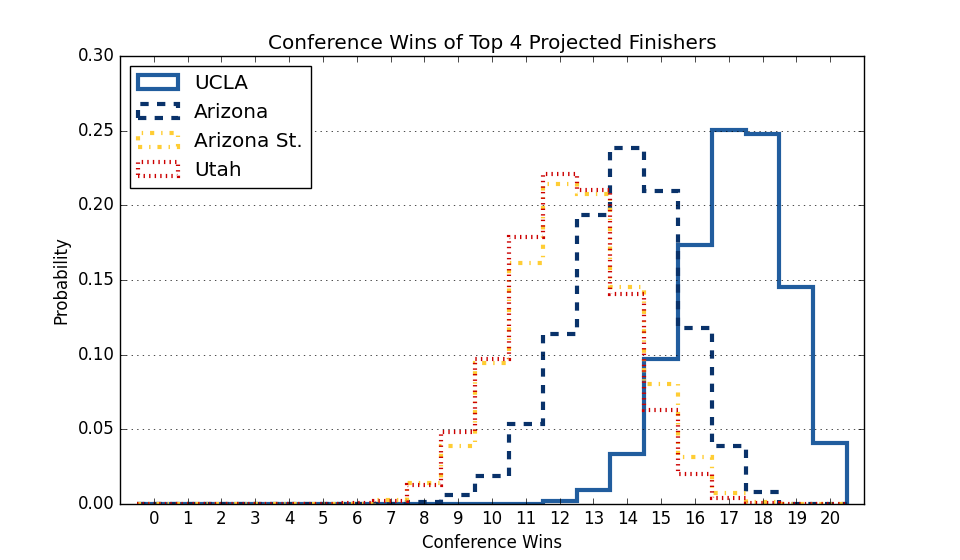 Conference Wins of Top 4 Projected Finishers
0.30
0.25
0.20
0.15
0.10
0.05
0.00
Probability
UCLA
Arizona
Arizona St.
Utah
0 1 2 3 4 5 6 7 8 9 10 11 12 13 14 15 16 17 18 19 20
Conference Wins